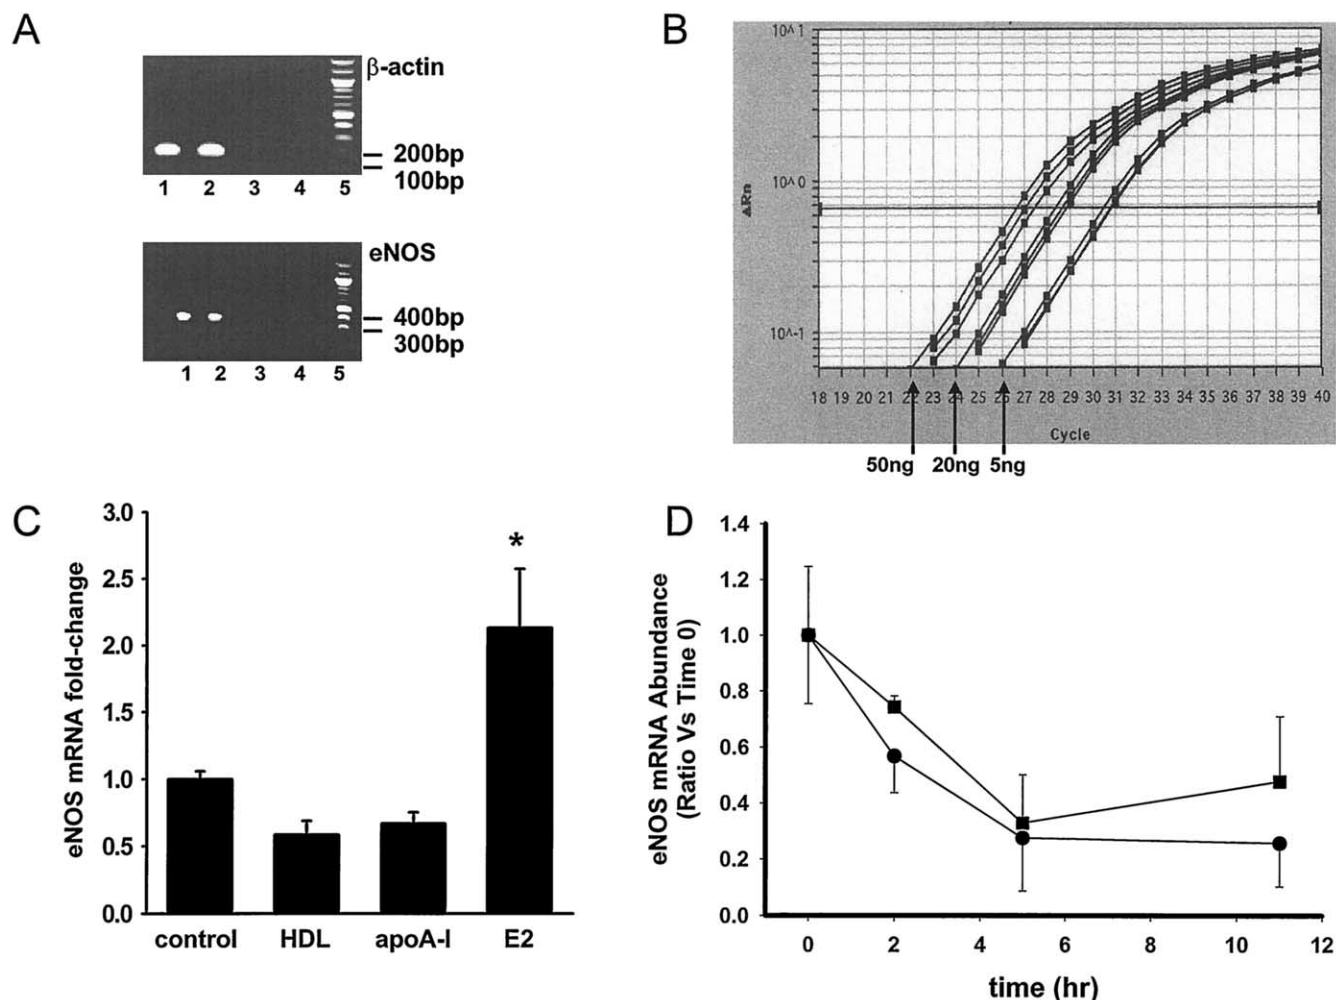 A
β-actin
200bp
100bp
1 2 3 4 5
eNOS
400bp
300bp
1 2 3 4 5
B
10^ 1
10^ 0
10^-1
ΔRn
18 19 20 21 22 23 24 25 26 27 28 29 30 31 32 33 34 35 36 37 38 39 40
Cycle
50ng 20ng 5ng
C
eNOS mRNA fold-change
3.0
2.5
2.0
1.5
1.0
0.5
0.0
*
control HDL apoA-I E2
D
eNOS mRNA Abundance
(Ratio Vs Time 0)
1.4
1.2
1.0
0.8
0.6
0.4
0.2
0.0
0 2 4 6 8 10 12
time (hr)